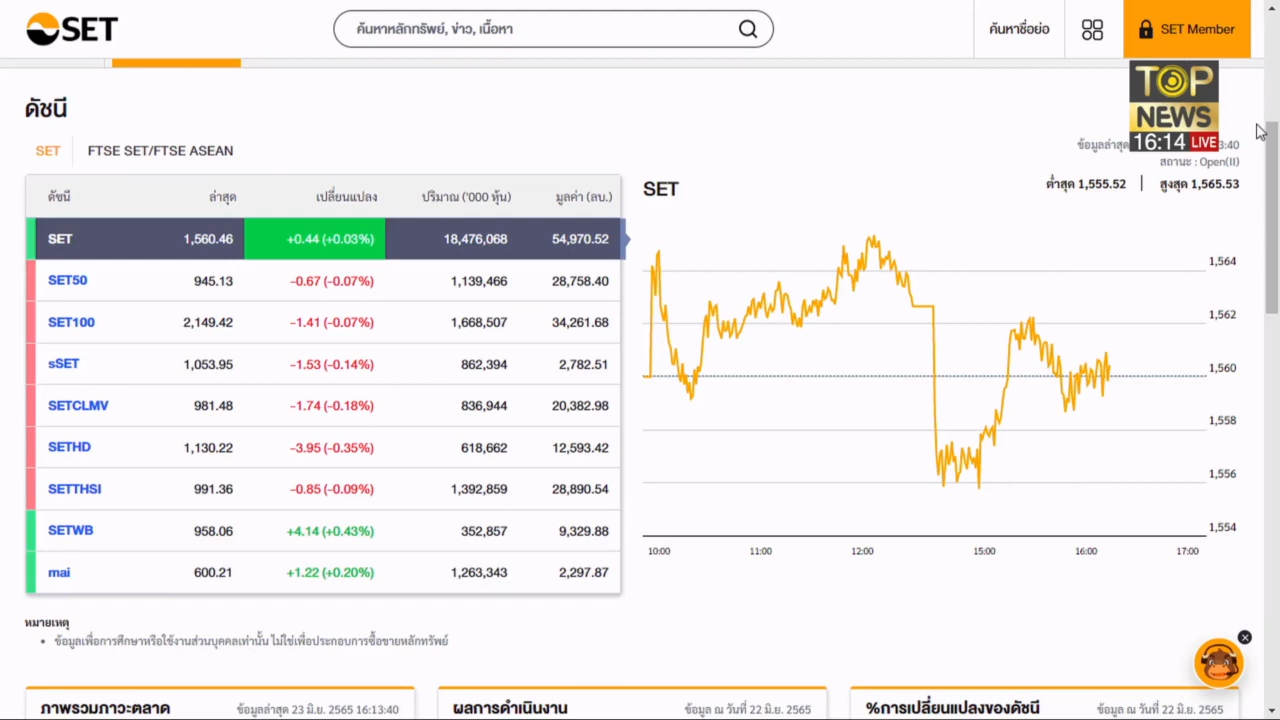 SET
ค้นหาหลักทรัพย์, ข่าว, เนื้อหา
ค้นหาชื่อย่อ
SET Member
TOP
NEWS
16:14 LIVE
ดัชนี
SET
FTSE SET/FTSE ASEAN
ข้อมูลล่าสุด
3:40
สถานะ : Open(II)
ดัชนี ล่าสุด เปลี่ยนแปลง ปริมาณ ('000 หุ้น) มูลค่า (ลบ.)
SET 1,560.46 +0.44 (+0.03%) 18,476,068 54,970.52
SET50 945.13 -0.67 (-0.07%) 1,139,466 28,758.40
SET100 2,149.42 -1.41 (-0.07%) 1,668,507 34,261.68
sSET 1,053.95 -1.53 (-0.14%) 862,394 2,782.51
SETCLMV 981.48 -1.74 (-0.18%) 836,944 20,382.98
SETHD 1,130.22 -3.95 (-0.35%) 618,662 12,593.42
SETTHSI 991.36 -0.85 (-0.09%) 1,392,859 28,890.54
SETWB 958.06 +4.14 (+0.43%) 352,857 9,329.88
mai 600.21 +1.22 (+0.20%) 1,263,343 2,297.87
SET
ต่ำสุด 1,555.52 | สูงสุด 1,565.53
1,564
1,562
1,560
1,558
1,556
1,554
10:00 11:00 12:00 15:00 16:00 17:00
หมายเหตุ
• ข้อมูลเพื่อการศึกษาหรือใช้งานส่วนบุคคลเท่านั้น ไม่ใช่เพื่อประกอบการซื้อขายหลักทรัพย์
ภาพรวมภาวะตลาด ข้อมูลล่าสุด 23 มิ.ย. 2565 16:13:40
ผลการดำเนินงาน ข้อมูล ณ วันที่ 22 มิ.ย. 2565
%การเปลี่ยนแปลงของดัชนี ข้อมูล ณ วันที่ 22 มิ.ย. 2565